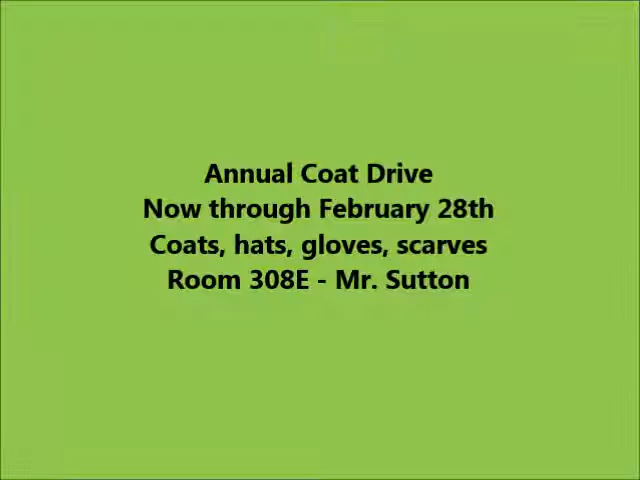 Annual Coat Drive
Now through February 28th
Coats, hats, gloves, scarves
Room 308E - Mr. Sutton